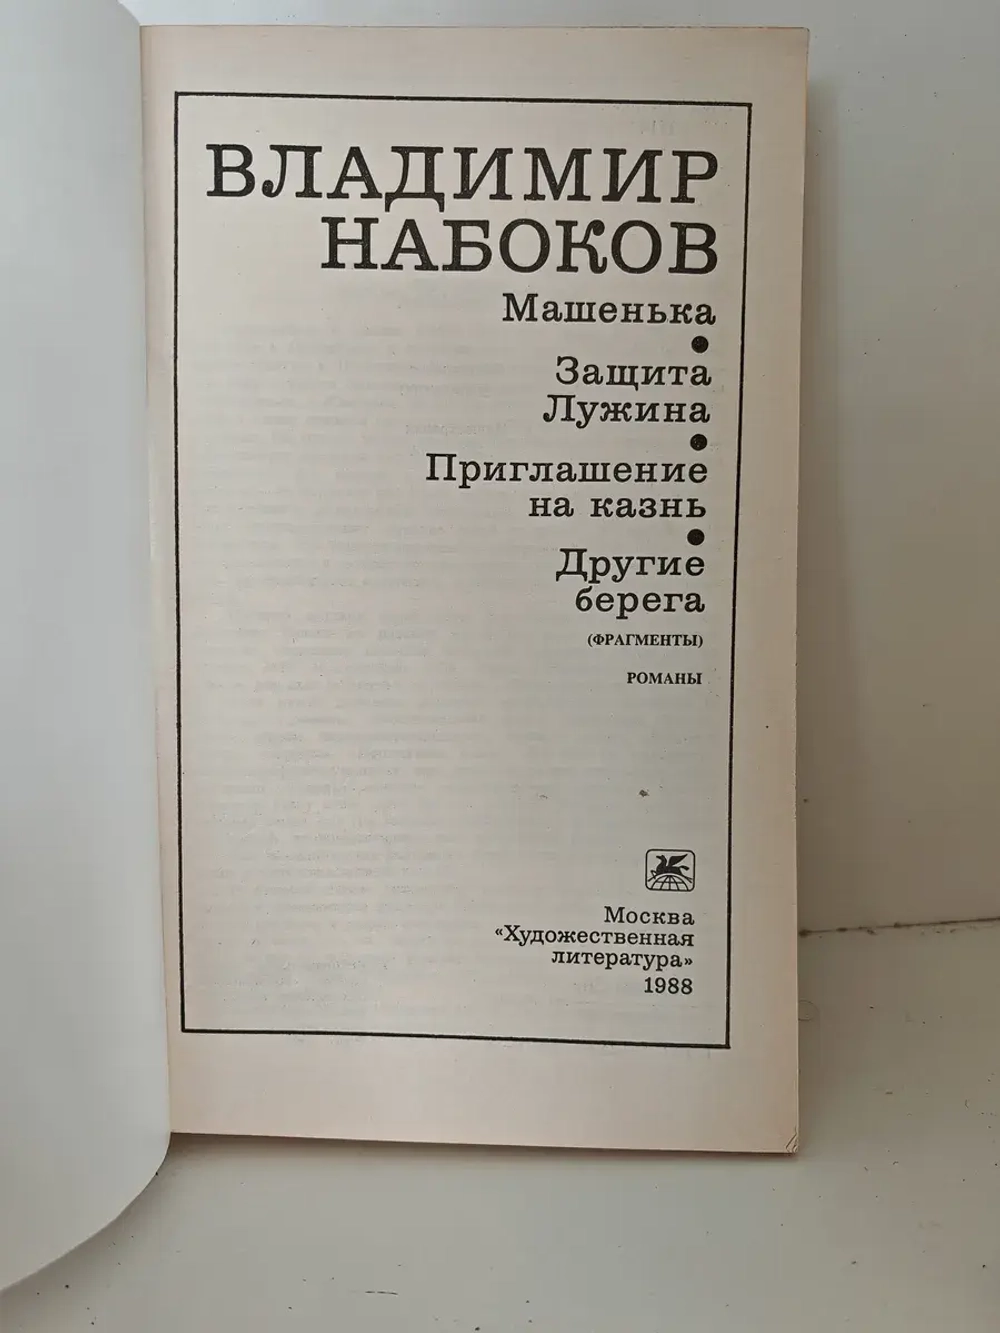 ВЛАДИМИР
НАБОКОВ
Машенька
●
Защита
Лужина
●
Приглашение
на казнь
●
Другие
берега
(ФРАГМЕНТЫ)
РОМАНЫ
Москва
«Художественная
литература»
1988